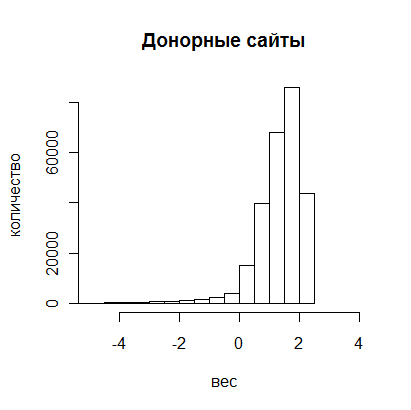 Донорные сайты
количество
60000
20000
0
-4 -2 0 2 4
вес